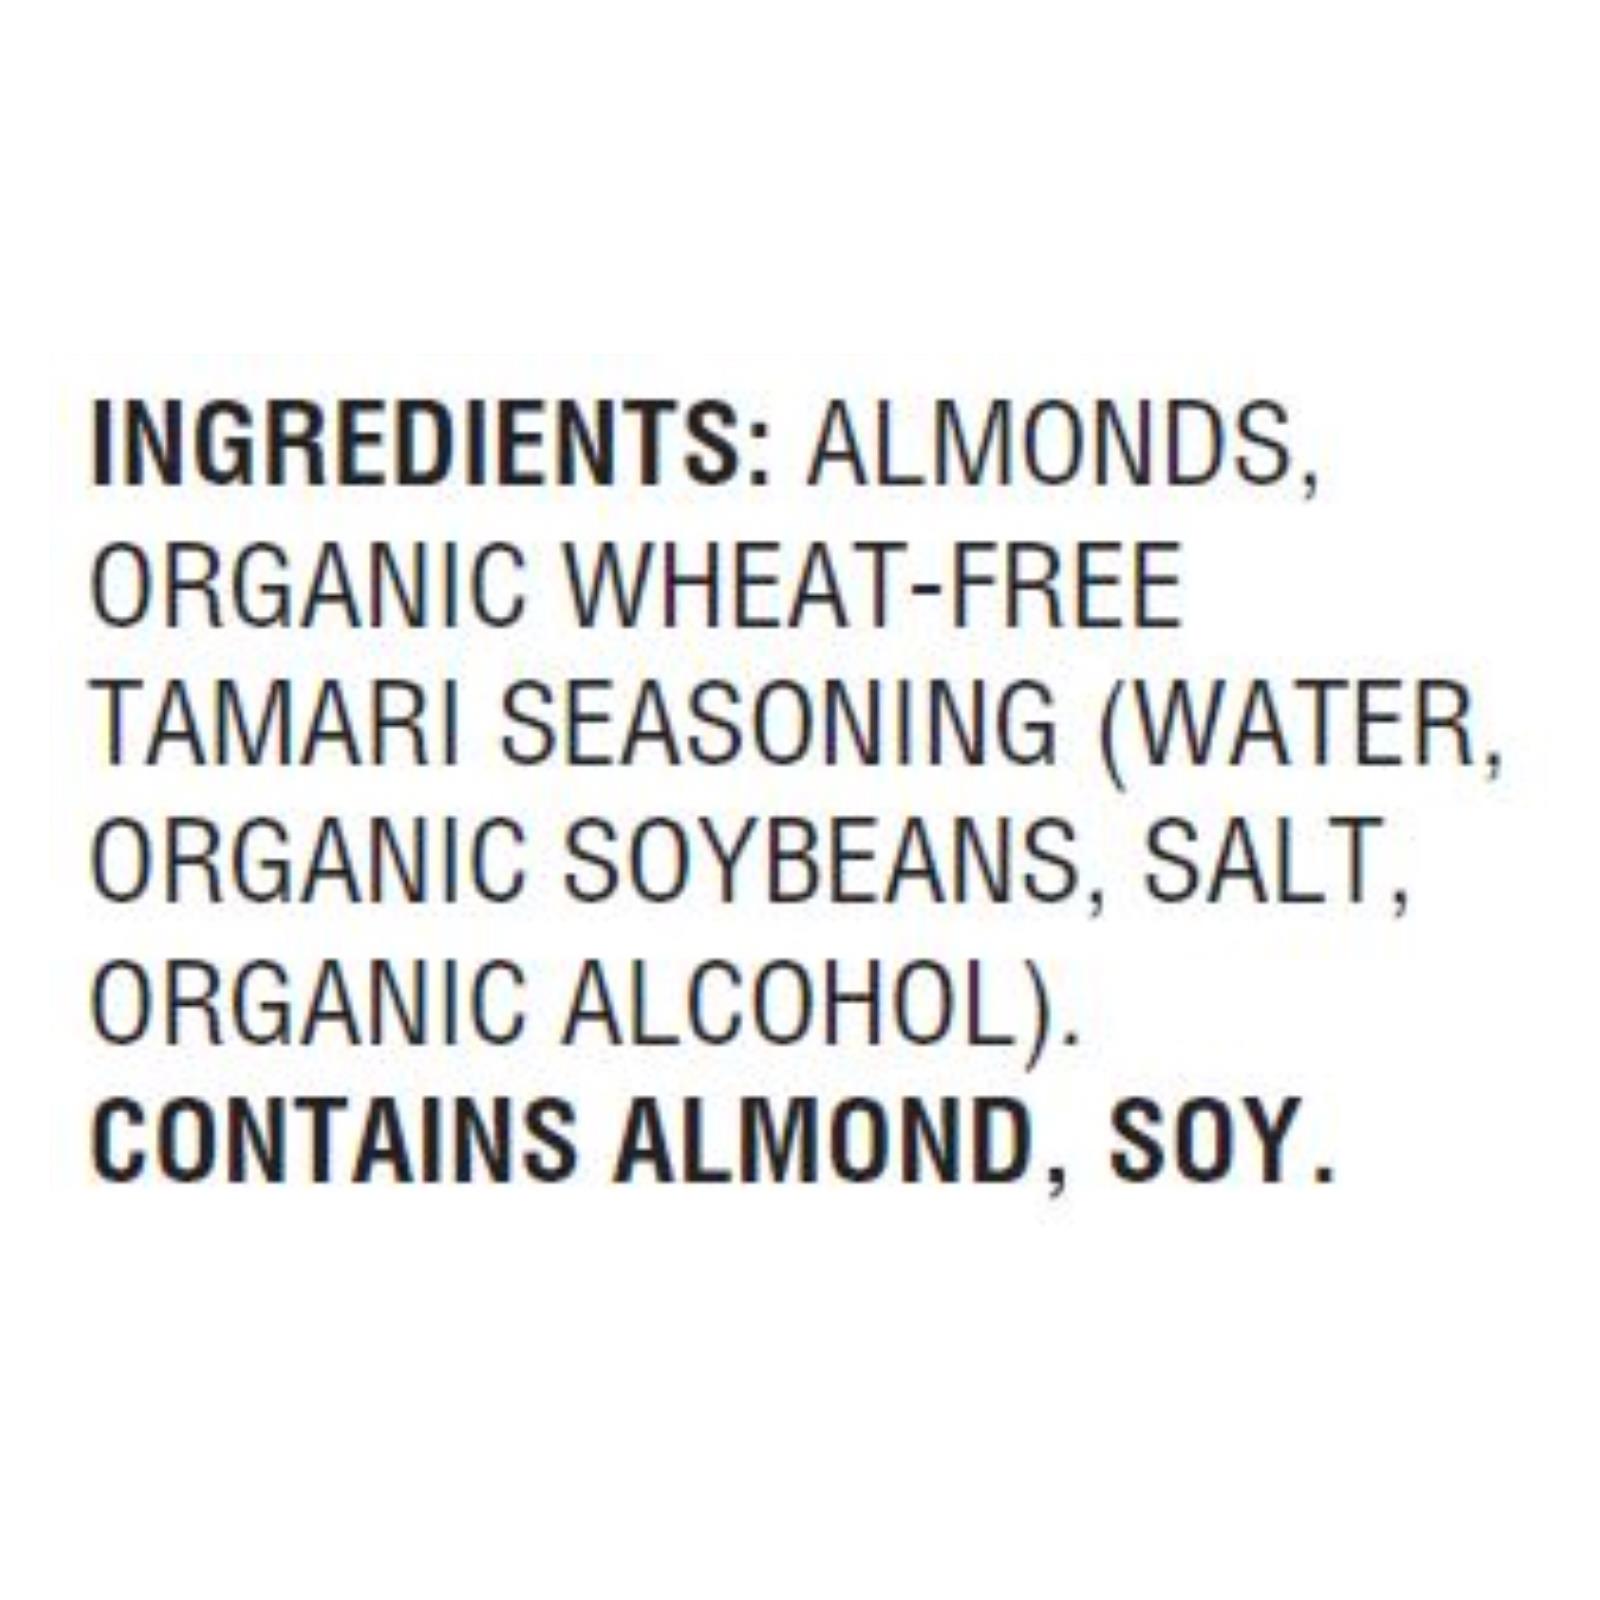 INGREDIENTS: ALMONDS,
ORGANIC WHEAT-FREE
TAMARI SEASONING (WATER,
ORGANIC SOYBEANS, SALT,
ORGANIC ALCOHOL).
CONTAINS ALMOND, SOY.